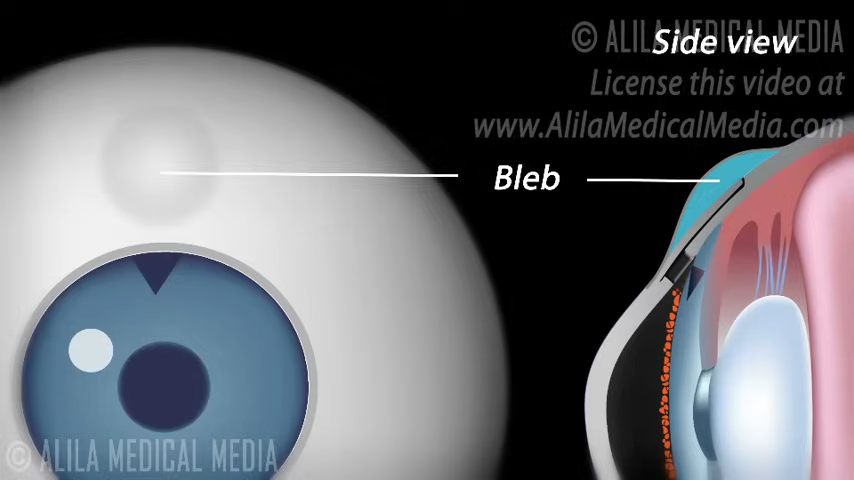 © ALILA MEDICAL MEDIA
Side view
License this video at
www.AlilaMedicalMedia.com
Bleb
© ALILA MEDICAL MEDIA